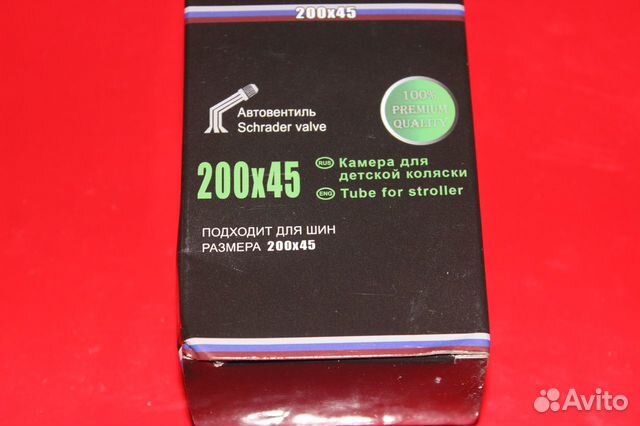 200x45
Автовентиль
Schrader valve
100%
PREMIUM
QUALITY
200x45
RUS Камера для
детской коляски
ENG Tube for stroller
ПОДХОДИТ ДЛЯ ШИН
РАЗМЕРА 200x45
Avito